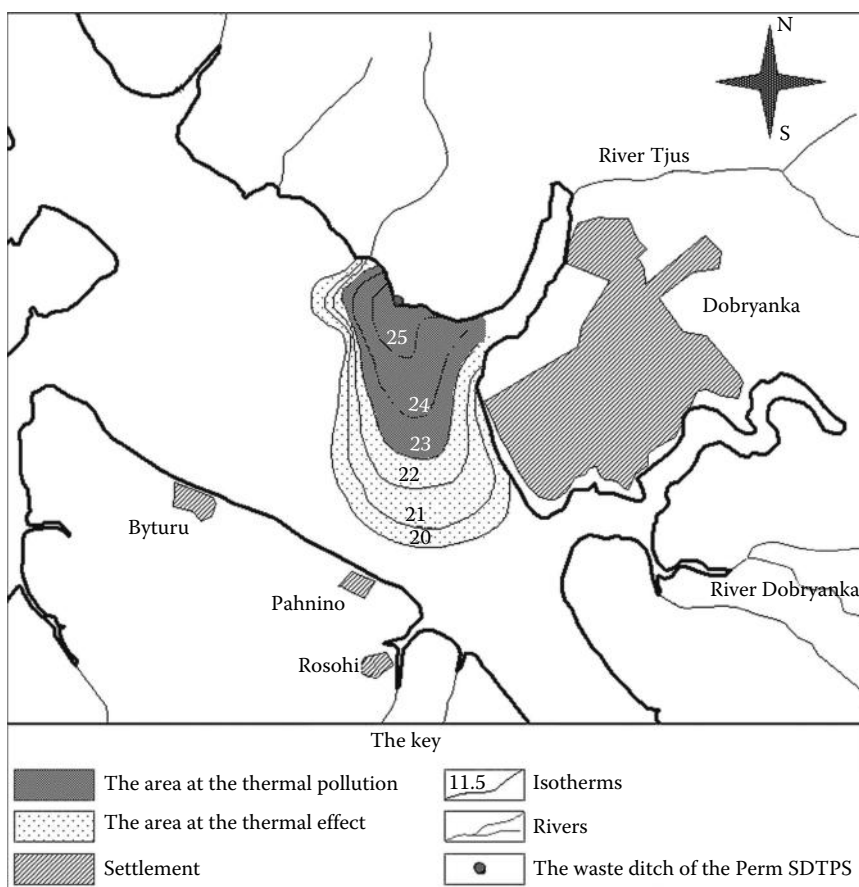 N
S
River Tjus
Dobryanka
25
24
23
22
21
20
Byturu
Pahnino
River Dobryanka
Rosohi
The key
The area at the thermal pollution
11.5 Isotherms
The area at the thermal effect
Rivers
Settlement
The waste ditch of the Perm SDTPS